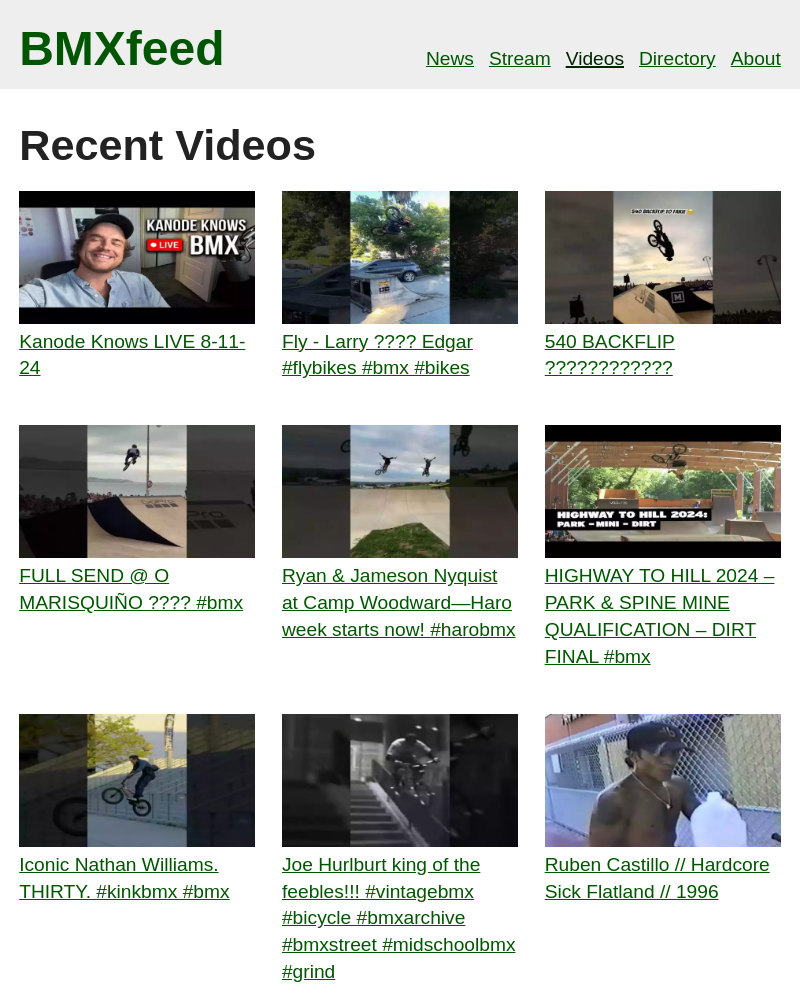 BMXfeed
News Stream Videos Directory About
Recent Videos
KANODE KNOWS
LIVE BMX
540 BACKFLIP TO FAKIE
Kanode Knows LIVE 8-11-
24
Fly - Larry ???? Edgar
#flybikes #bmx #bikes
540 BACKFLIP
????????????
HIGHWAY TO HILL 2024:
PARK – MINI – DIRT
FULL SEND @ O
MARISQUIÑO ???? #bmx
Ryan & Jameson Nyquist
at Camp Woodward—Haro
week starts now! #harobmx
HIGHWAY TO HILL 2024 –
PARK & SPINE MINE
QUALIFICATION – DIRT
FINAL #bmx
Iconic Nathan Williams.
THIRTY. #kinkbmx #bmx
Joe Hurlburt king of the
feebles!!! #vintagebmx
#bicycle #bmxarchive
#bmxstreet #midschoolbmx
#grind
Ruben Castillo // Hardcore
Sick Flatland // 1996